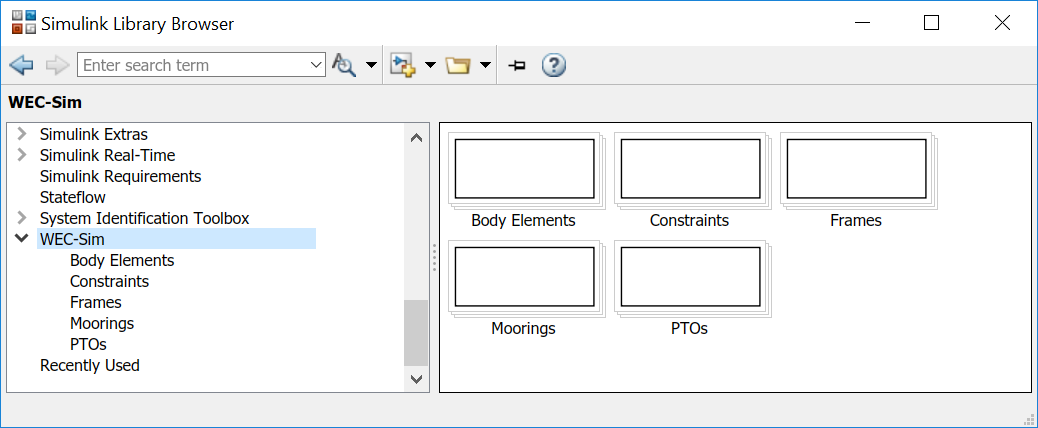 Simulink Library Browser
Enter search term
WEC-Sim
Simulink Extras
Simulink Real-Time
Simulink Requirements
Stateflow
System Identification Toolbox
WEC-Sim
Body Elements
Constraints
Frames
Moorings
PTOs
Recently Used
Body Elements Constraints Frames
Moorings PTOs